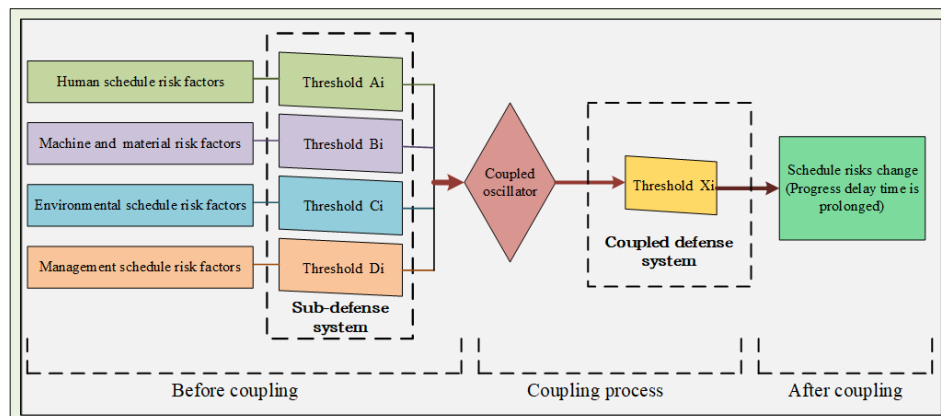 Human schedule risk factors
Threshold Ai
Machine and material risk factors
Threshold Bi
Environmental schedule risk factors
Threshold Ci
Management schedule risk factors
Threshold Di
Sub-defense
system
Coupled
oscillator
Threshold Xi
Coupled defense
system
Schedule risks change
(Progress delay time is
prolonged)
Before coupling
Coupling process
After coupling